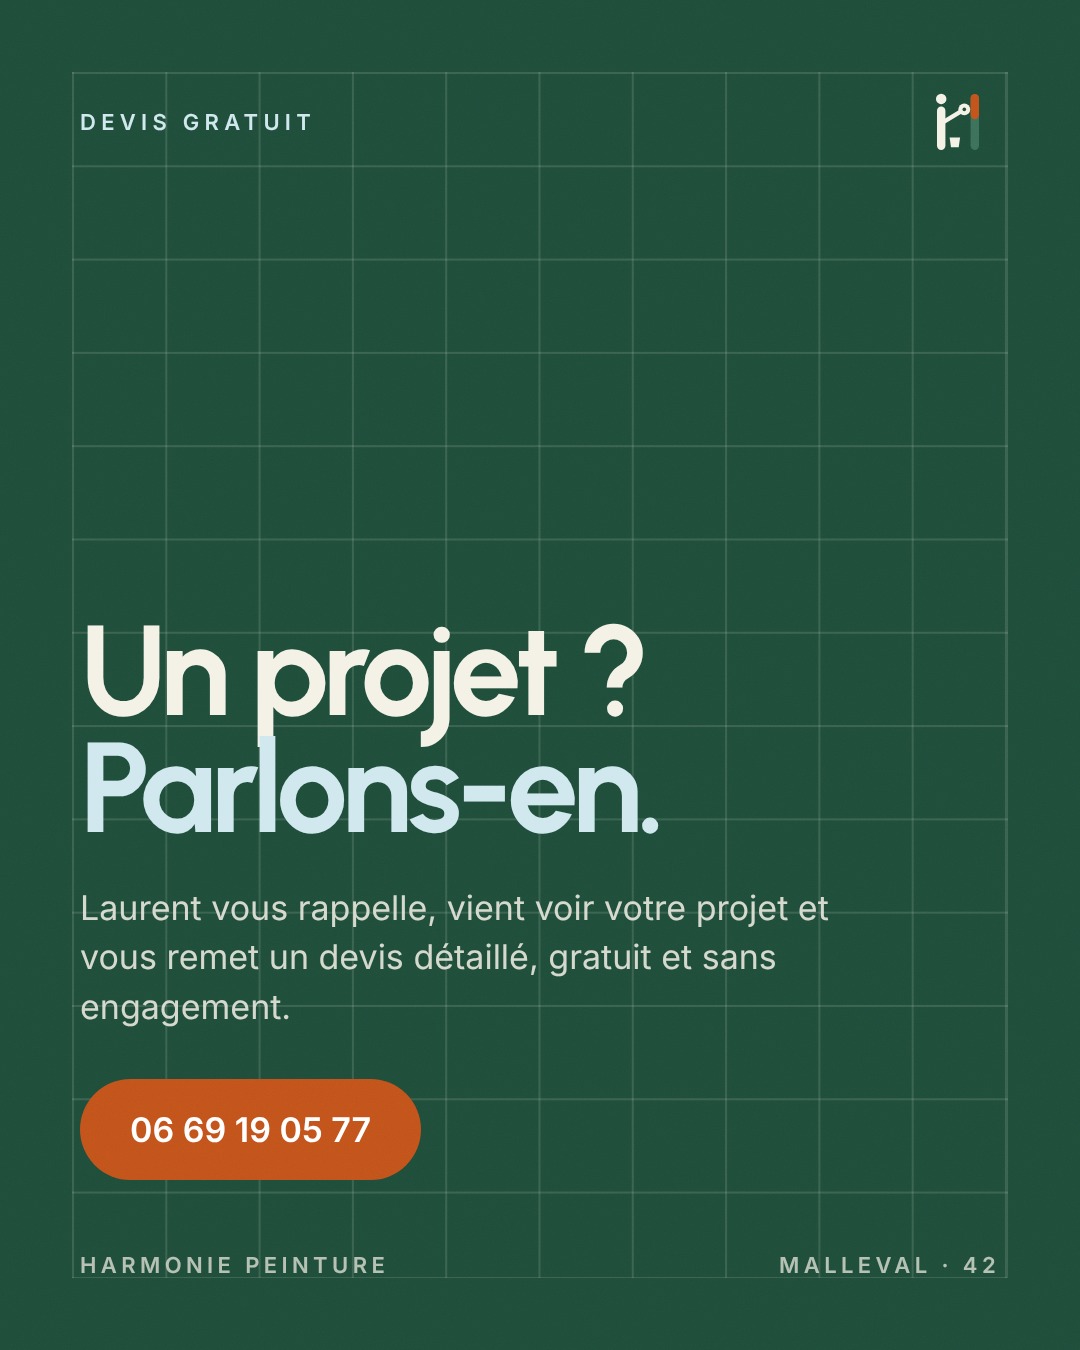 DEVIS GRATUIT
Un projet ?
Parlons-en.
Laurent vous rappelle, vient voir votre projet et
vous remet un devis détaillé, gratuit et sans
engagement.
06 69 19 05 77
HARMONIE PEINTURE
MALLEVAL · 42